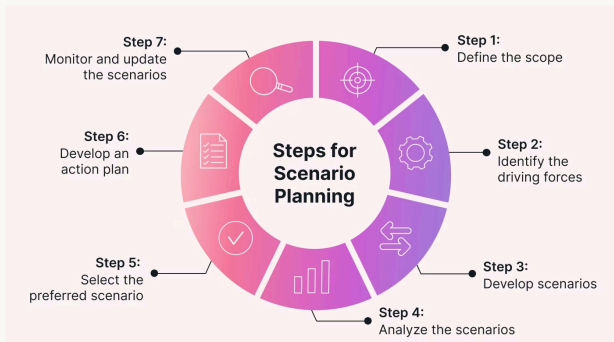 Steps for
Scenario
Planning
Step 1:
Define the scope
Step 2:
Identify the
driving forces
Step 3:
Develop scenarios
Step 4:
Analyze the scenarios
Step 5:
Select the
preferred scenario
Step 6:
Develop an
action plan
Step 7:
Monitor and update
the scenarios